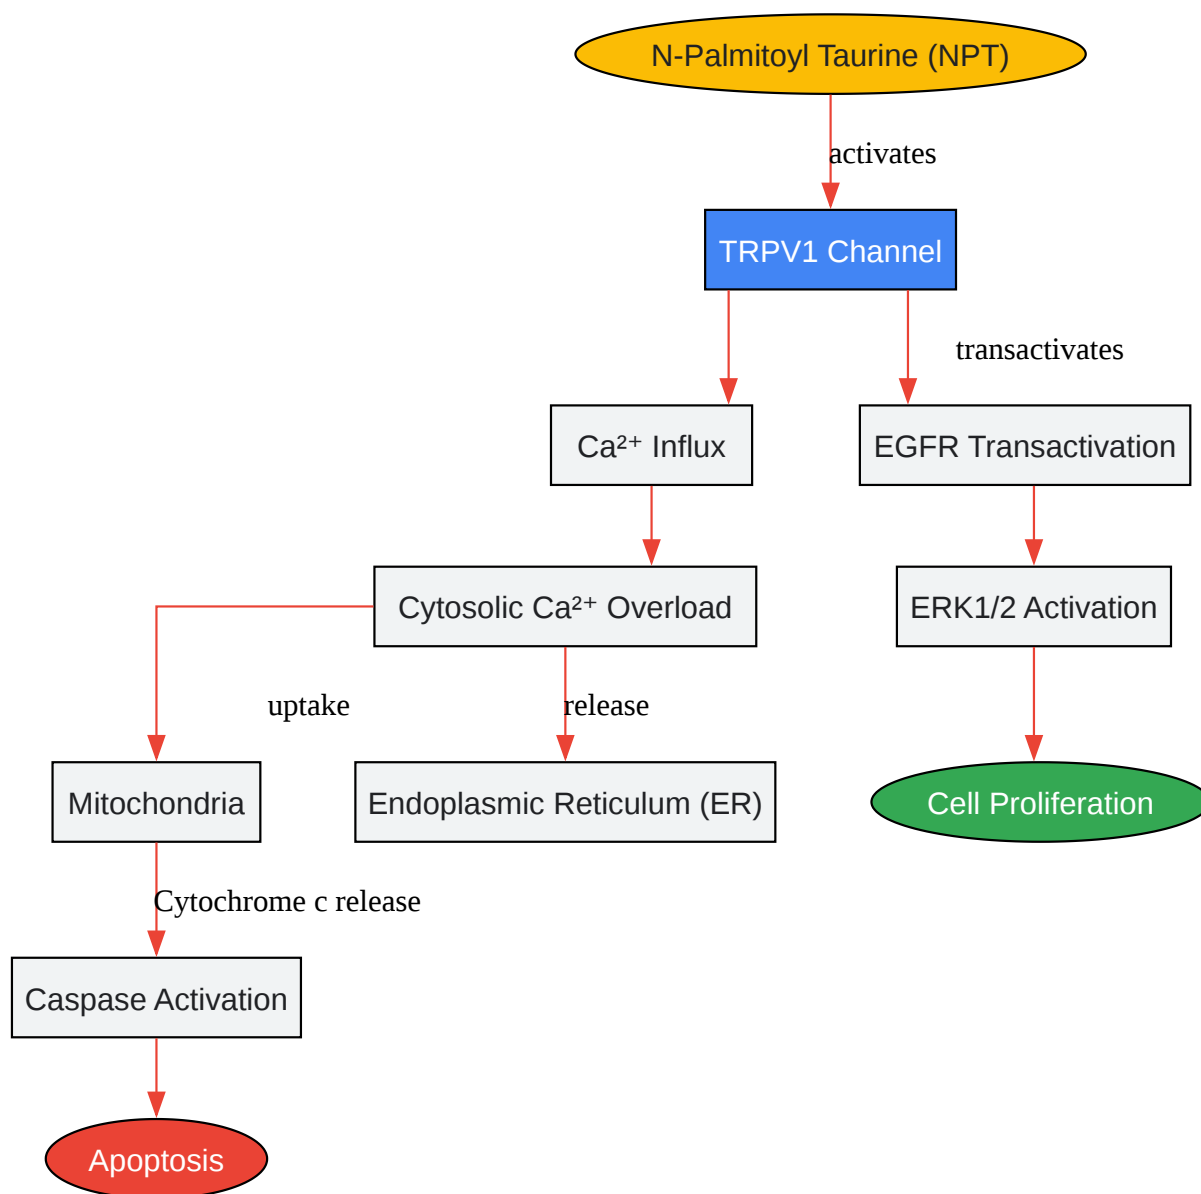 N-Palmitoyl Taurine (NPT)
activates
TRPV1 Channel
transactivates
Ca²⁺ Influx
EGFR Transactivation
Cytosolic Ca²⁺ Overload
ERK1/2 Activation
uptake
release
Mitochondria
Endoplasmic Reticulum (ER)
Cell Proliferation
Cytochrome c release
Caspase Activation
Apoptosis